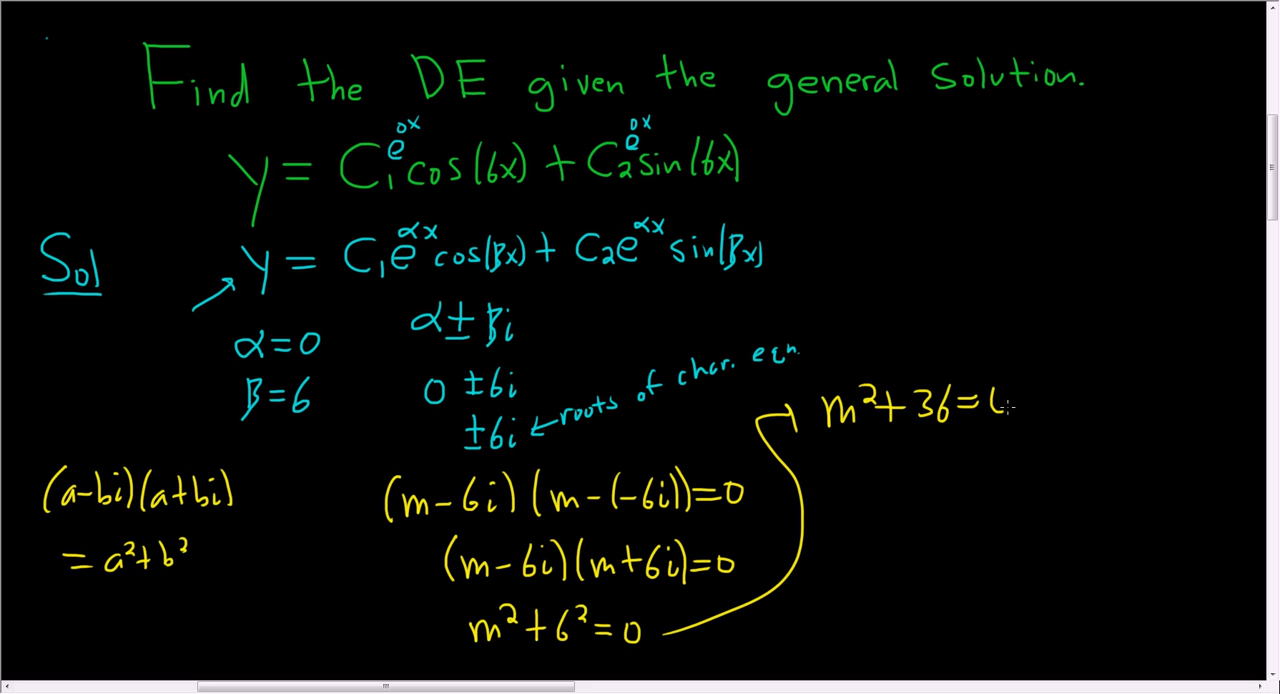 Find the DE given the general solution.
y = C₁e^{0x}cos(6x) + C₂e^{0x}sin(6x)
Sol
y = C₁e^{αx}cos(βx) + C₂e^{αx}sin(βx)
α=0
α±βi
β=6
0 ±6i
±6i ← roots of char. eqn.
m²+36=
(a-bi)(a+bi)
= a²+b²
(m-6i)(m-(-6i))=0
(m-6i)(m+6i)=0
m²+6²=0